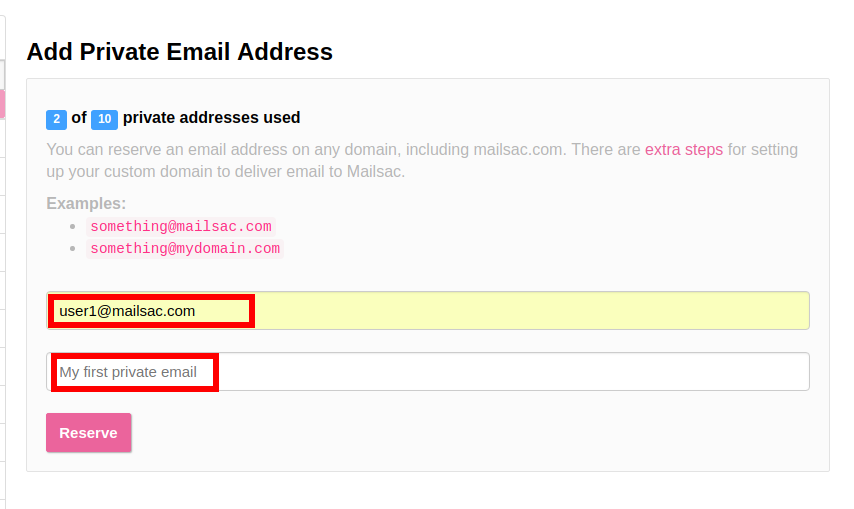 Add Private Email Address
2 of 10 private addresses used
You can reserve an email address on any domain, including mailsac.com. There are extra steps for setting
up your custom domain to deliver email to Mailsac.
Examples:
something@mailsac.com
something@mydomain.com
user1@mailsac.com
My first private email
Reserve